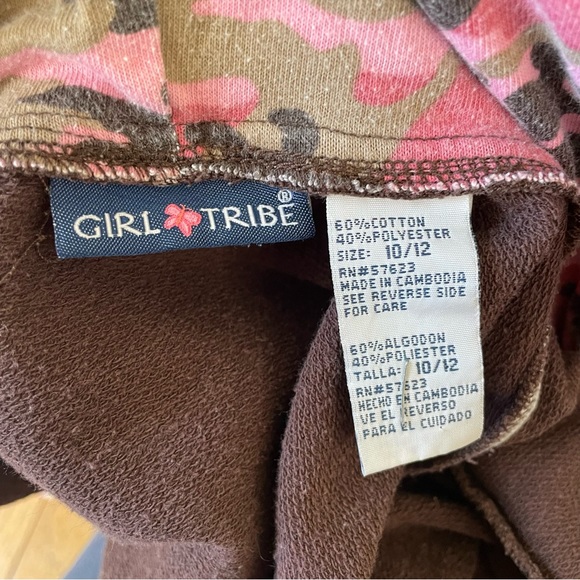 GIRL TRIBE®
60%COTTON
40%POLYESTER
SIZE: 10/12
RN#57623
MADE IN CAMBODIA
SEE REVERSE SIDE
FOR CARE
60%ALGODON
40%POLIESTER
TALLA: 10/12
RN#57623
HECHO EN CAMBODIA
VE EL REVERSO
PARA EL CUIDADO